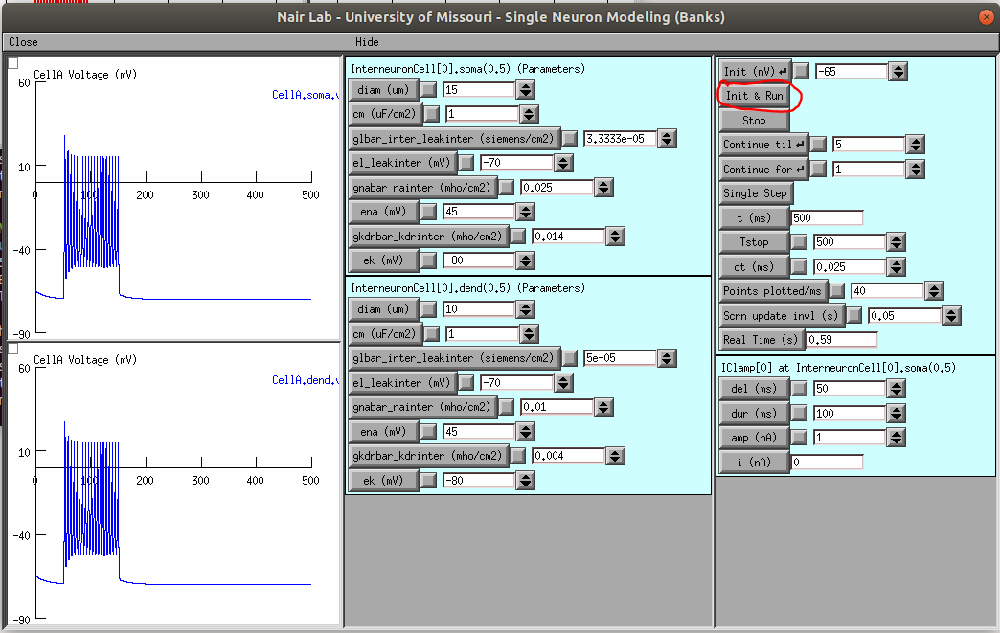 Nair Lab - University of Missouri - Single Neuron Modeling (Banks)
Close Hide
CellA Voltage (mV)
60
CellA.soma.v
10
0 100 200 300 400 500
-40
-90
CellA Voltage (mV)
60
CellA.dend.v
10
0 100 200 300 400 500
-40
-90
InterneuronCell[0].soma(0.5) (Parameters)
diam (um) 15
cm (uF/cm2) 1
glbar_inter_leakinter (siemens/cm2) 3.3333e-05
el_leakinter (mV) -70
gnabar_nainter (mho/cm2) 0.025
ena (mV) 45
gkdrbar_kdrinter (mho/cm2) 0.014
ek (mV) -80
InterneuronCell[0].dend(0.5) (Parameters)
diam (um) 10
cm (uF/cm2) 1
glbar_inter_leakinter (siemens/cm2) 5e-05
el_leakinter (mV) -70
gnabar_nainter (mho/cm2) 0.01
ena (mV) 45
gkdrbar_kdrinter (mho/cm2) 0.004
ek (mV) -80
Init (mV) ↵ -65
Init & Run
Stop
Continue til ↵ 5
Continue for ↵ 1
Single Step
t (ms) 500
Tstop 500
dt (ms) 0.025
Points plotted/ms 40
Scrn update invl (s) 0.05
Real Time (s) 0.59
IClamp[0] at InterneuronCell[0].soma(0.5)
del (ms) 50
dur (ms) 100
amp (nA) 1
i (nA) 0